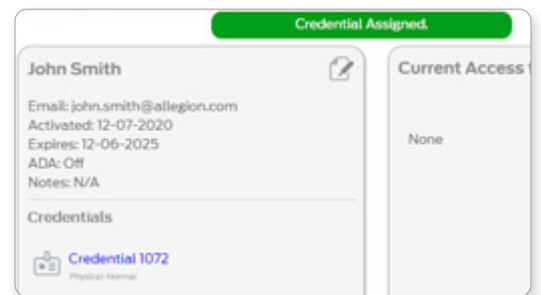 Credential Assigned.
John Smith
Email: john.smith@allegion.com
Activated: 12-07-2020
Expires: 12-06-2025
ADA: Off
Notes: N/A
Credentials
Credential 1072
Physical-Normal
Current Access
None